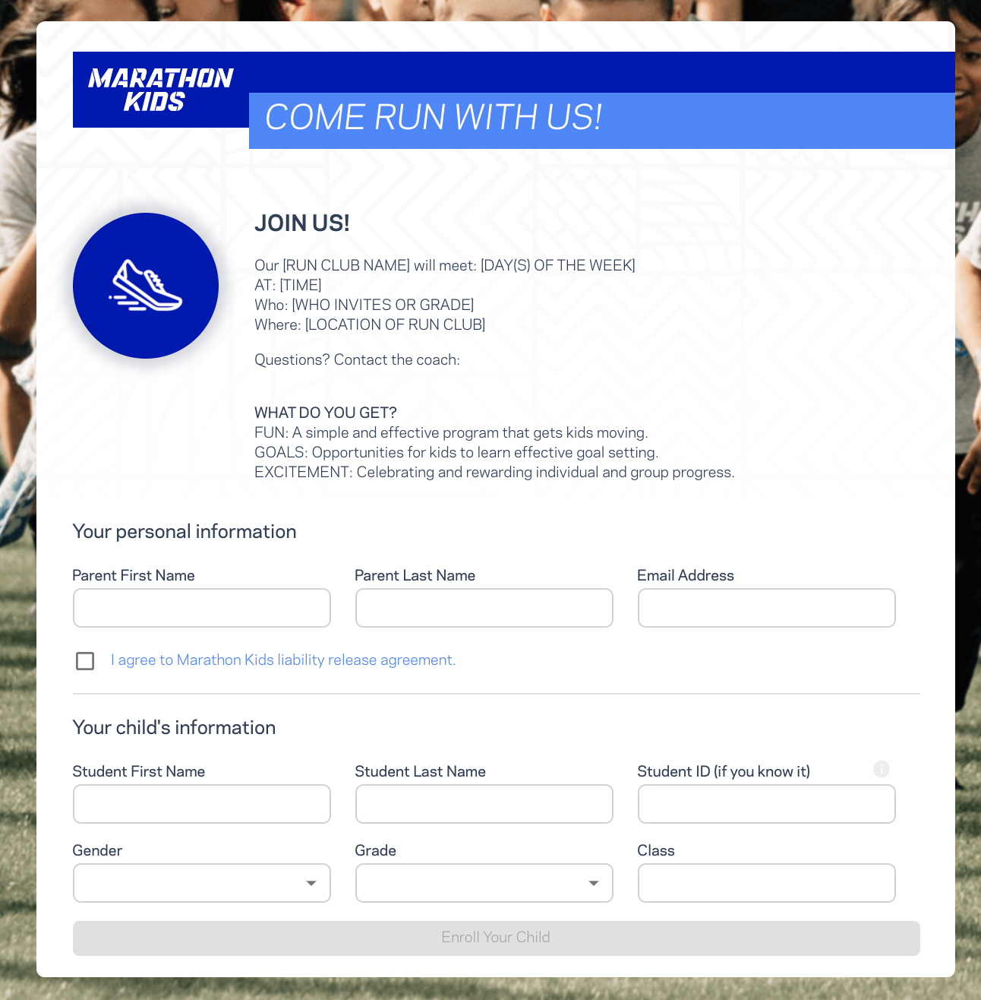 MARATHON
KIDS
COME RUN WITH US!
JOIN US!
Our [RUN CLUB NAME] will meet: [DAY(S) OF THE WEEK]
AT: [TIME]
Who: [WHO INVITES OR GRADE]
Where: [LOCATION OF RUN CLUB]
Questions? Contact the coach:
WHAT DO YOU GET?
FUN: A simple and effective program that gets kids moving.
GOALS: Opportunities for kids to learn effective goal setting.
EXCITEMENT: Celebrating and rewarding individual and group progress.
Your personal information
Parent First Name Parent Last Name Email Address
I agree to Marathon Kids liability release agreement.
Your child's information
Student First Name Student Last Name Student ID (if you know it) i
Gender Grade Class
Enroll Your Child